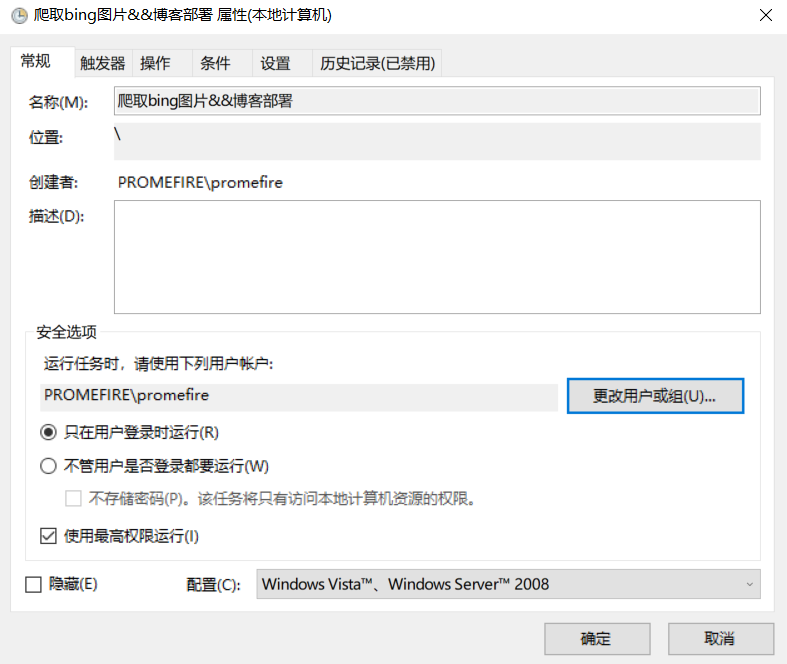 爬取bing图片&&博客部署 属性(本地计算机)
常规 触发器 操作 条件 设置 历史记录(已禁用)
名称(M): 爬取bing图片&&博客部署
位置: \
创建者: PROMEFIRE\promefire
描述(D):
安全选项
运行任务时，请使用下列用户帐户:
PROMEFIRE\promefire 更改用户或组(U)...
只在用户登录时运行(R)
不管用户是否登录都要运行(W)
不存储密码(P)。该任务将只有访问本地计算机资源的权限。
使用最高权限运行(I)
隐藏(E) 配置(C): Windows Vista™、Windows Server™ 2008
确定 取消